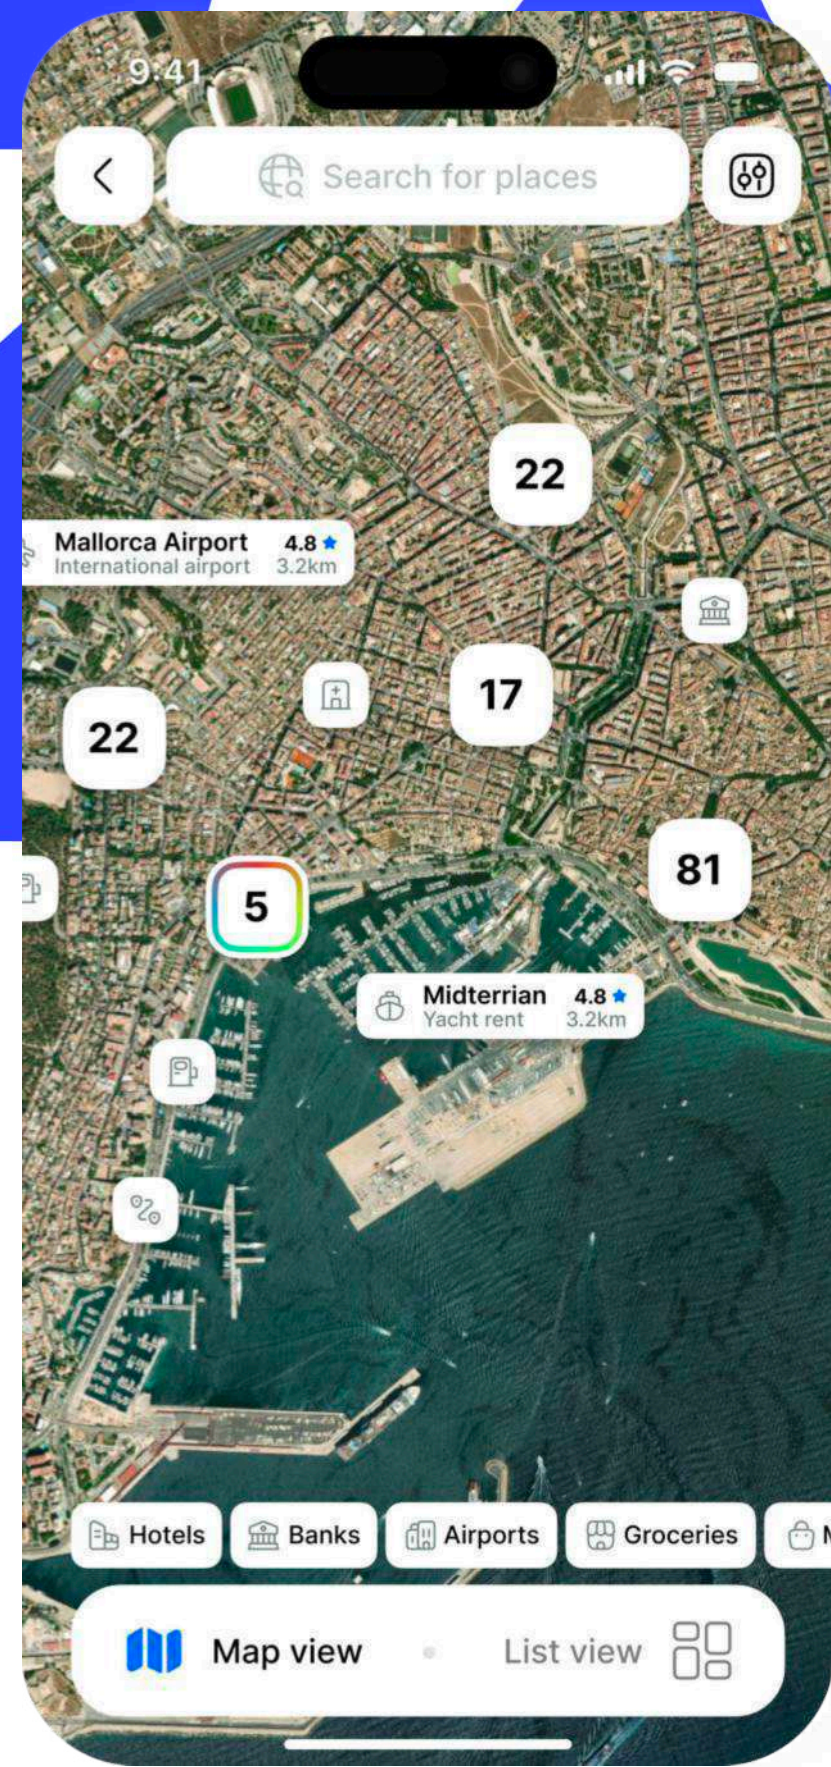 9:41
Search for places
22
Mallorca Airport 4.8
International airport 3.2km
17
22
81
5
Midterrian 4.8
Yacht rent 3.2km
Hotels Banks Airports Groceries M
Map view List view